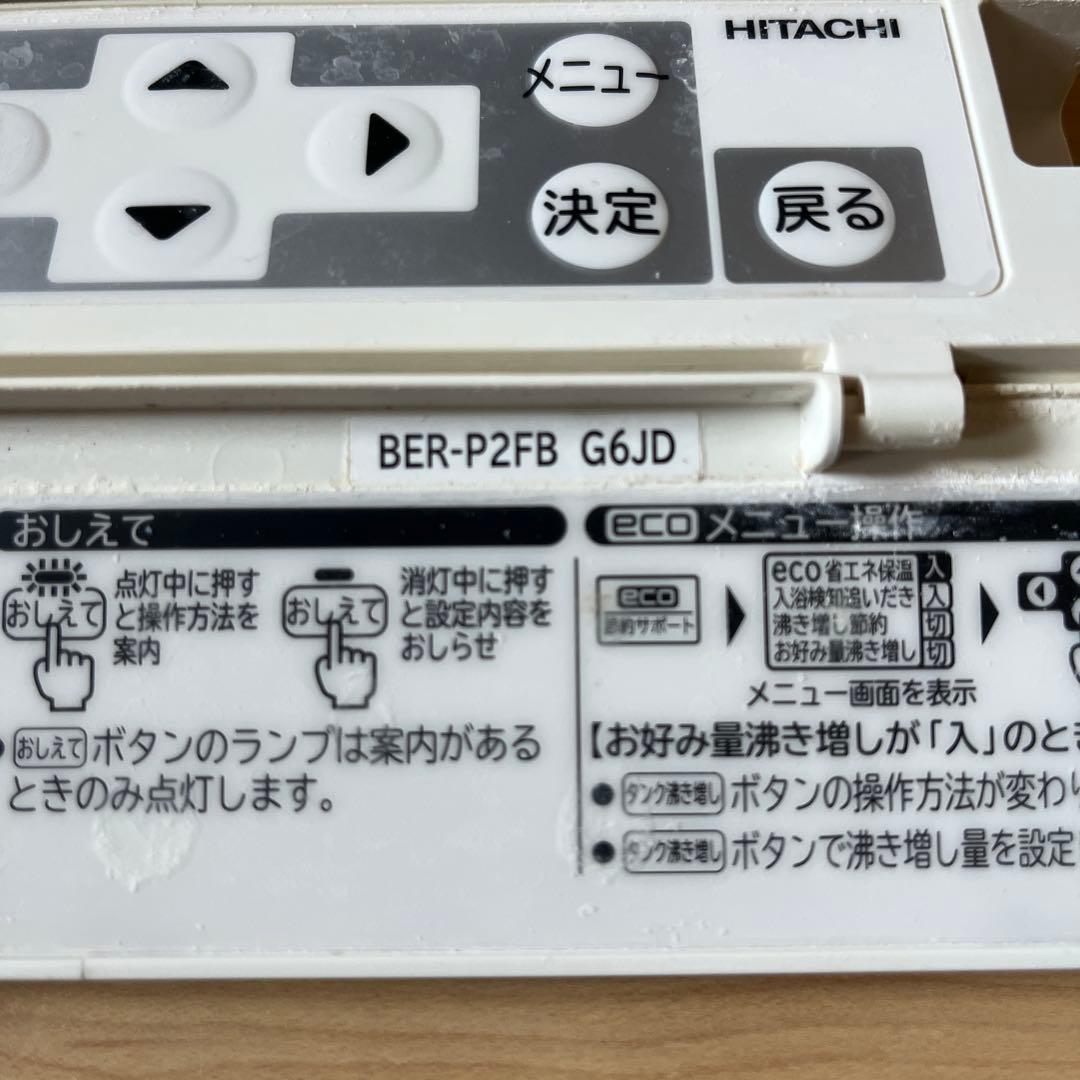 HITACHI
メニュー
決定
戻る
BER-P2FB G6JD
おしえて
おしえて
点灯中に押す
と操作方法を
案内
おしえて
消灯中に押す
と設定内容を
おしらせ
おしえて ボタンのランプは案内がある
ときのみ点灯します。
eco メニュー操作
eco
節約サポート
eco省エネ保温 入
入浴検知追いだき 入
沸き増し節約 切
お好み量沸き増し 切
メニュー画面を表示
【お好み量沸き増しが「入」のとき
● タンク沸き増し ボタンの操作方法が変わり
● タンク沸き増し ボタンで沸き増し量を設定